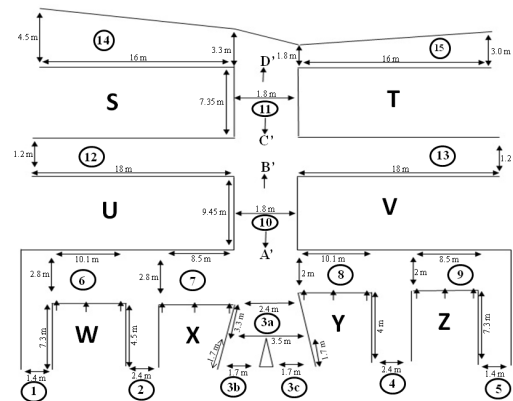 4.5 m
14
3.3 m
D'
1.8 m
15
3.0 m
16 m
16 m
S
7.35 m
1.8 m
11
T
C'
1.2 m
12
B'
13
1.2
18 m
18 m
U
9.45 m
1.8 m
10
V
A'
10.1 m
8.5 m
10.1 m
8.5 m
2.8 m
6
2.8 m
7
2 m
8
2 m
9
2.4 m
7.3 m
W
4.5 m
X
3.3 m
3a
3.5 m
Y
4 m
Z
7.3 m
1.7 m
1.7 m
1.4 m
2.4 m
1.7 m
1.7 m
2.4 m
1.4 m
1
2
3b
3c
4
5